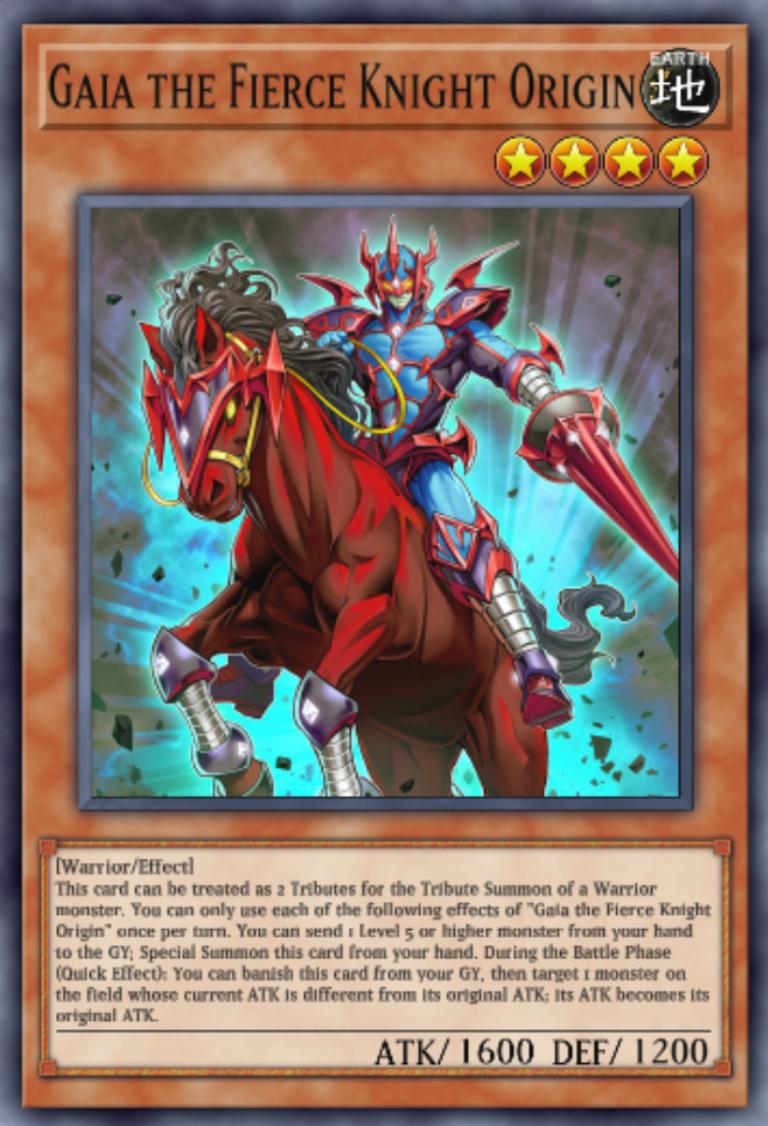 GAIA THE FIERCE KNIGHT ORIGIN
EARTH
地
[Warrior/Effect]
This card can be treated as 2 Tributes for the Tribute Summon of a Warrior
monster. You can only use each of the following effects of "Gaia the Fierce Knight
Origin" once per turn. You can send 1 Level 5 or higher monster from your hand
to the GY; Special Summon this card from your hand. During the Battle Phase
(Quick Effect): You can banish this card from your GY, then target 1 monster on
the field whose current ATK is different from its original ATK; its ATK becomes its
original ATK.
ATK/ 1600 DEF/ 1200